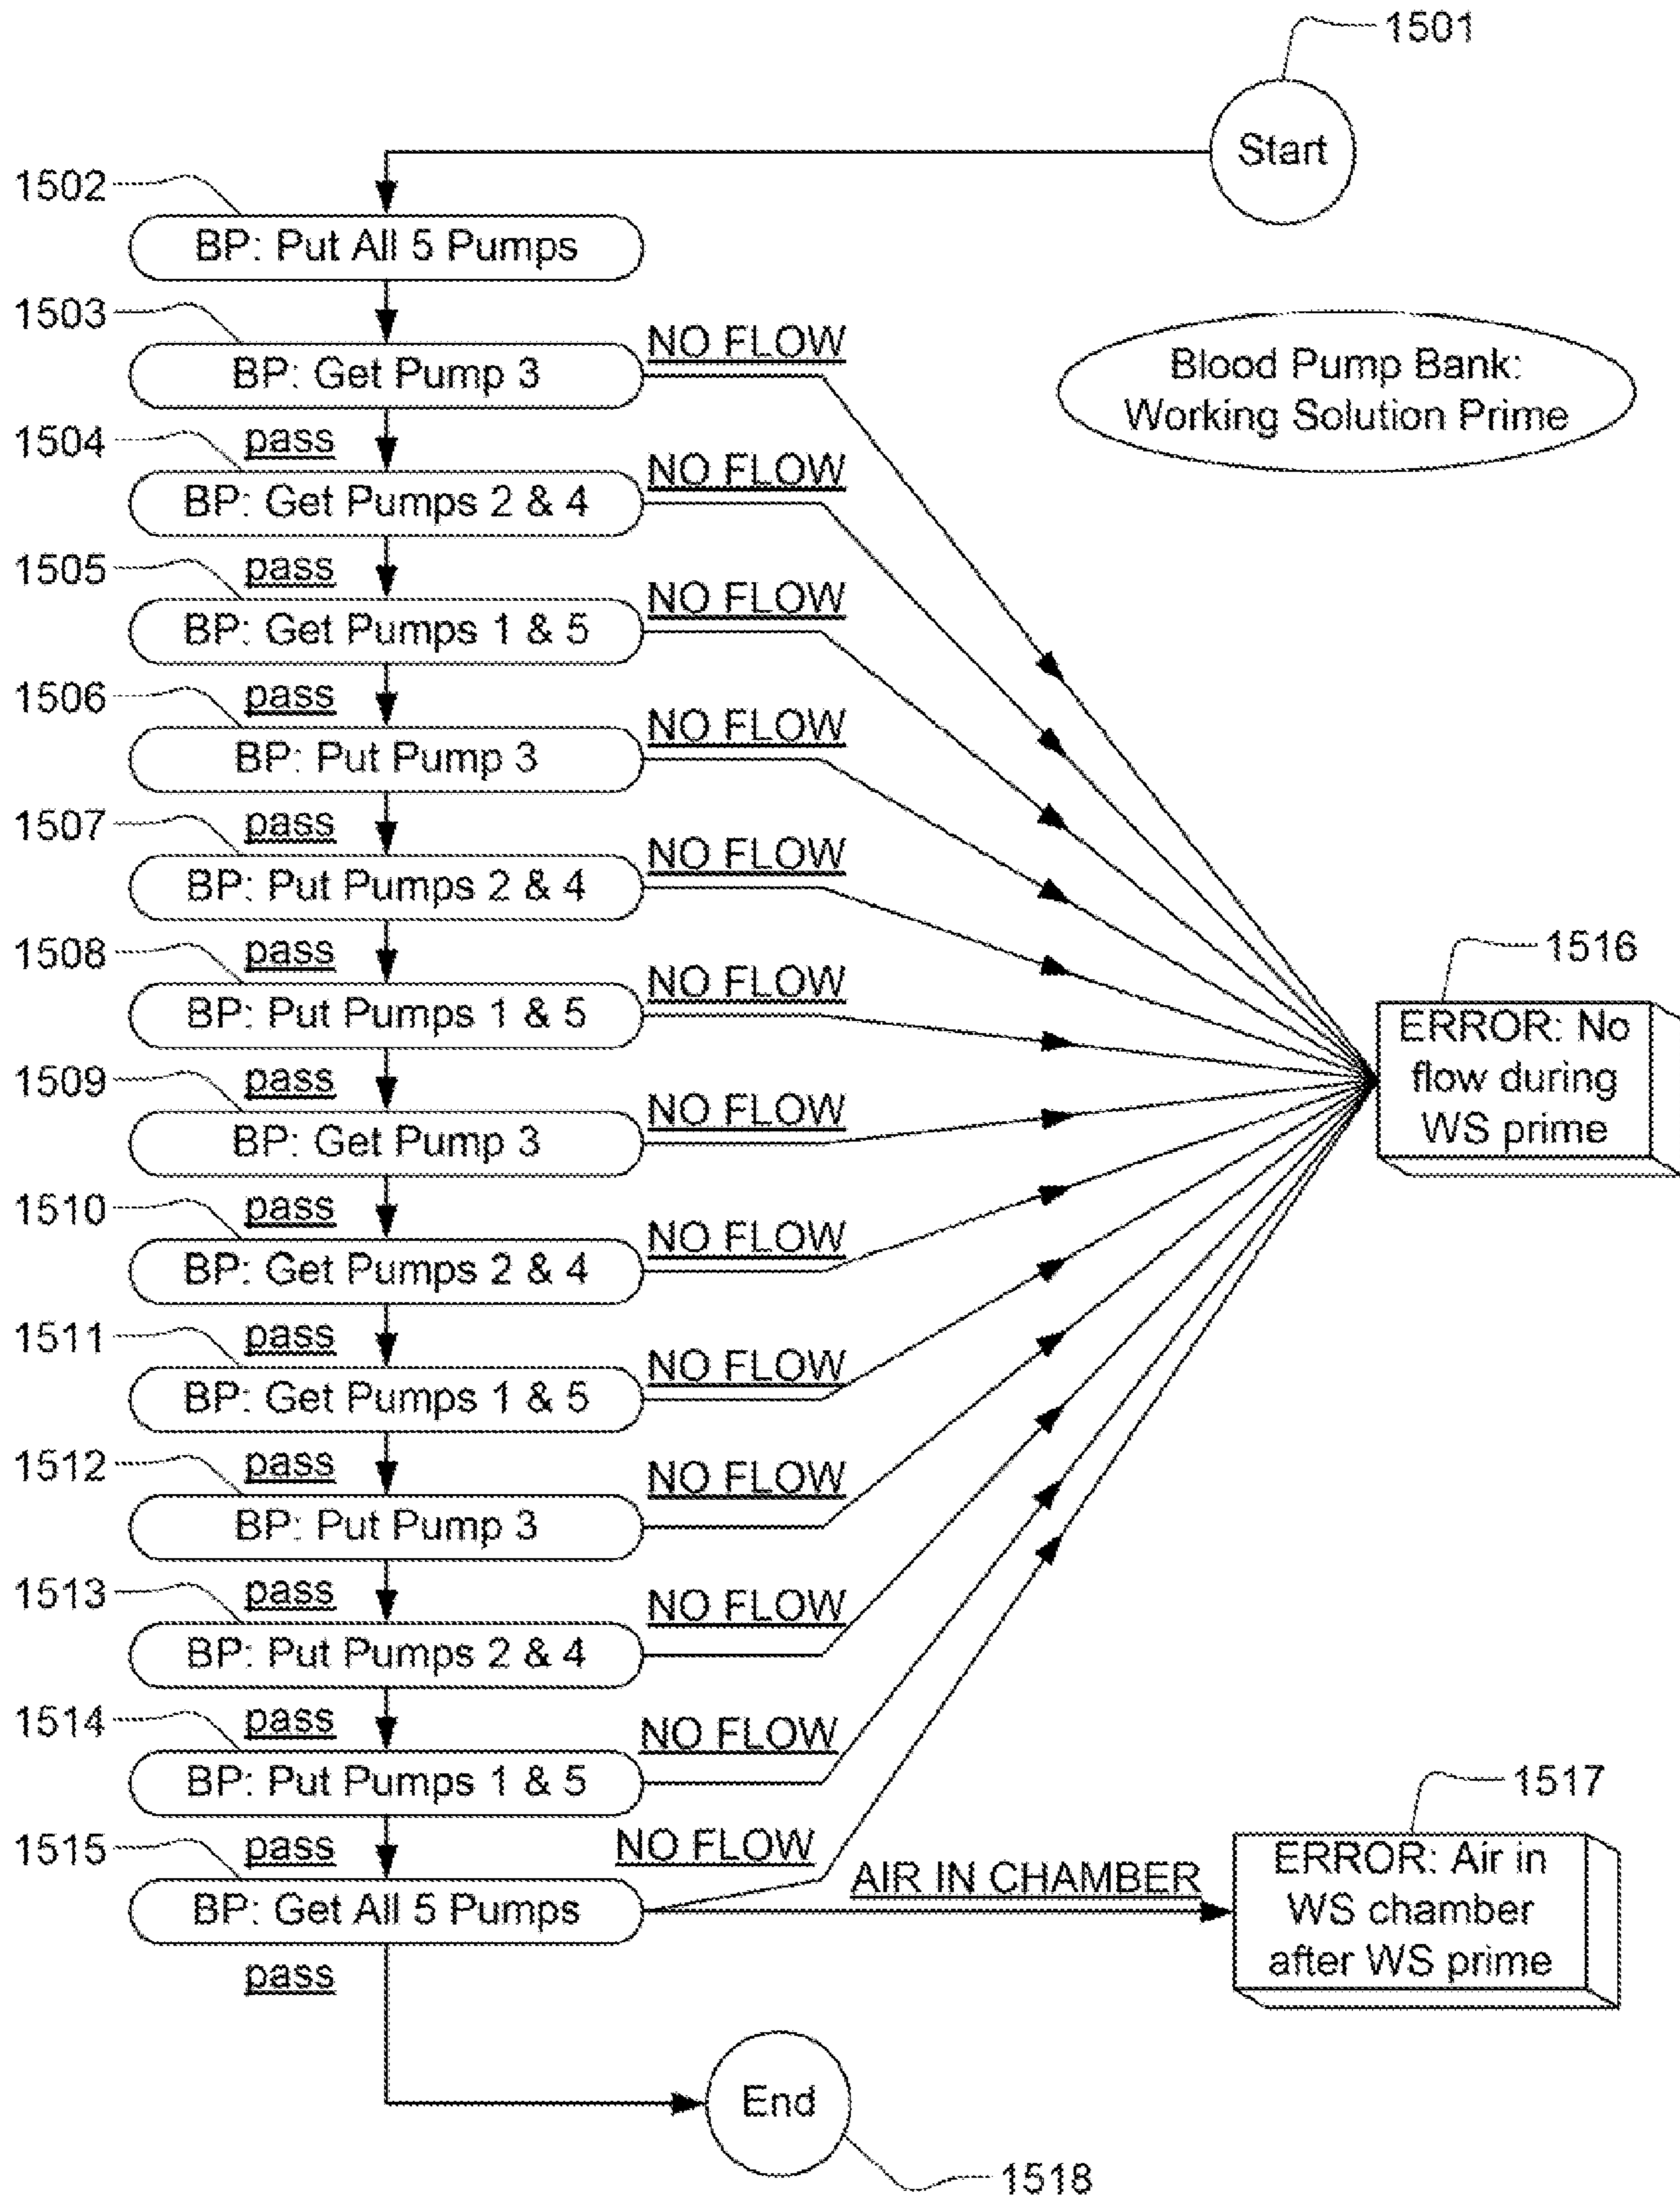 1501
Start
1502
BP: Put All 5 Pumps
1503
NO FLOW
BP: Get Pump 3
Blood Pump Bank:
Working Solution Prime
1504
pass
NO FLOW
BP: Get Pumps 2 & 4
1505
pass
NO FLOW
BP: Get Pumps 1 & 5
1506
pass
NO FLOW
BP: Put Pump 3
1507
pass
NO FLOW
BP: Put Pumps 2 & 4
1508
pass
NO FLOW
BP: Put Pumps 1 & 5
1516
ERROR: No
flow during
WS prime
1509
pass
NO FLOW
BP: Get Pump 3
1510
pass
NO FLOW
BP: Get Pumps 2 & 4
1511
pass
NO FLOW
BP: Get Pumps 1 & 5
1512
pass
NO FLOW
BP: Put Pump 3
1513
pass
NO FLOW
BP: Put Pumps 2 & 4
1514
pass
NO FLOW
BP: Put Pumps 1 & 5
1517
1515
pass
NO FLOW
BP: Get All 5 Pumps
AIR IN CHAMBER
ERROR: Air in
WS chamber
after WS prime
pass
End
1518